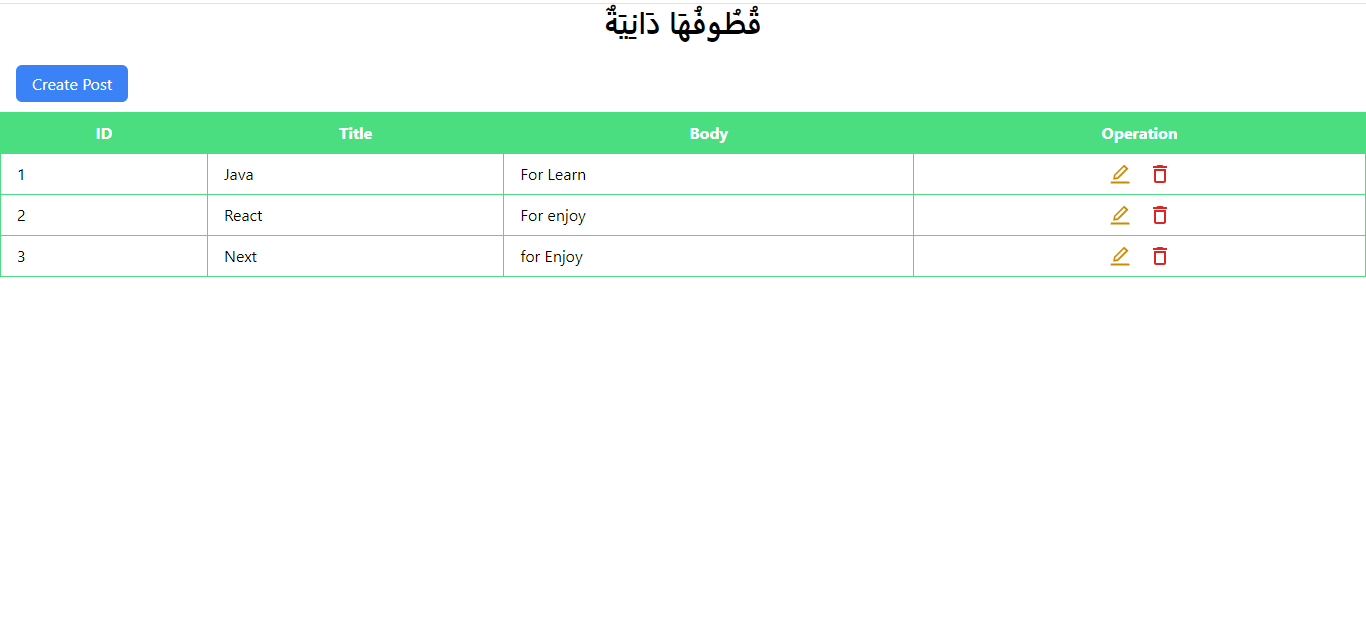 قُطُوفُهَا دَانِيَةٌ
Create Post
ID Title Body Operation
1 Java For Learn
2 React For enjoy
3 Next for Enjoy